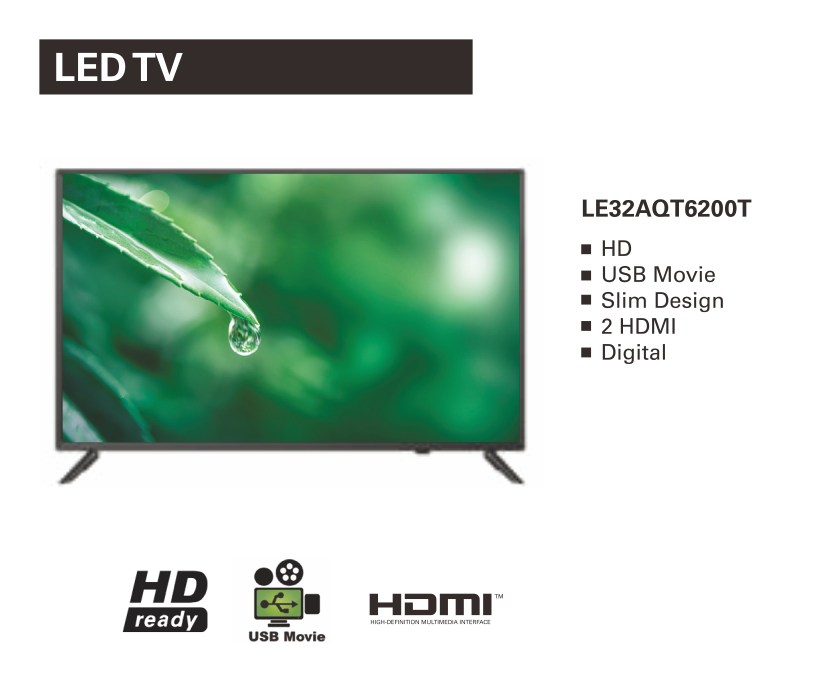 LED TV
LE32AQT6200T
HD
USB Movie
Slim Design
2 HDMI
Digital
HD
ready
USB Movie
HDMI™
HIGH-DEFINITION MULTIMEDIA INTERFACE